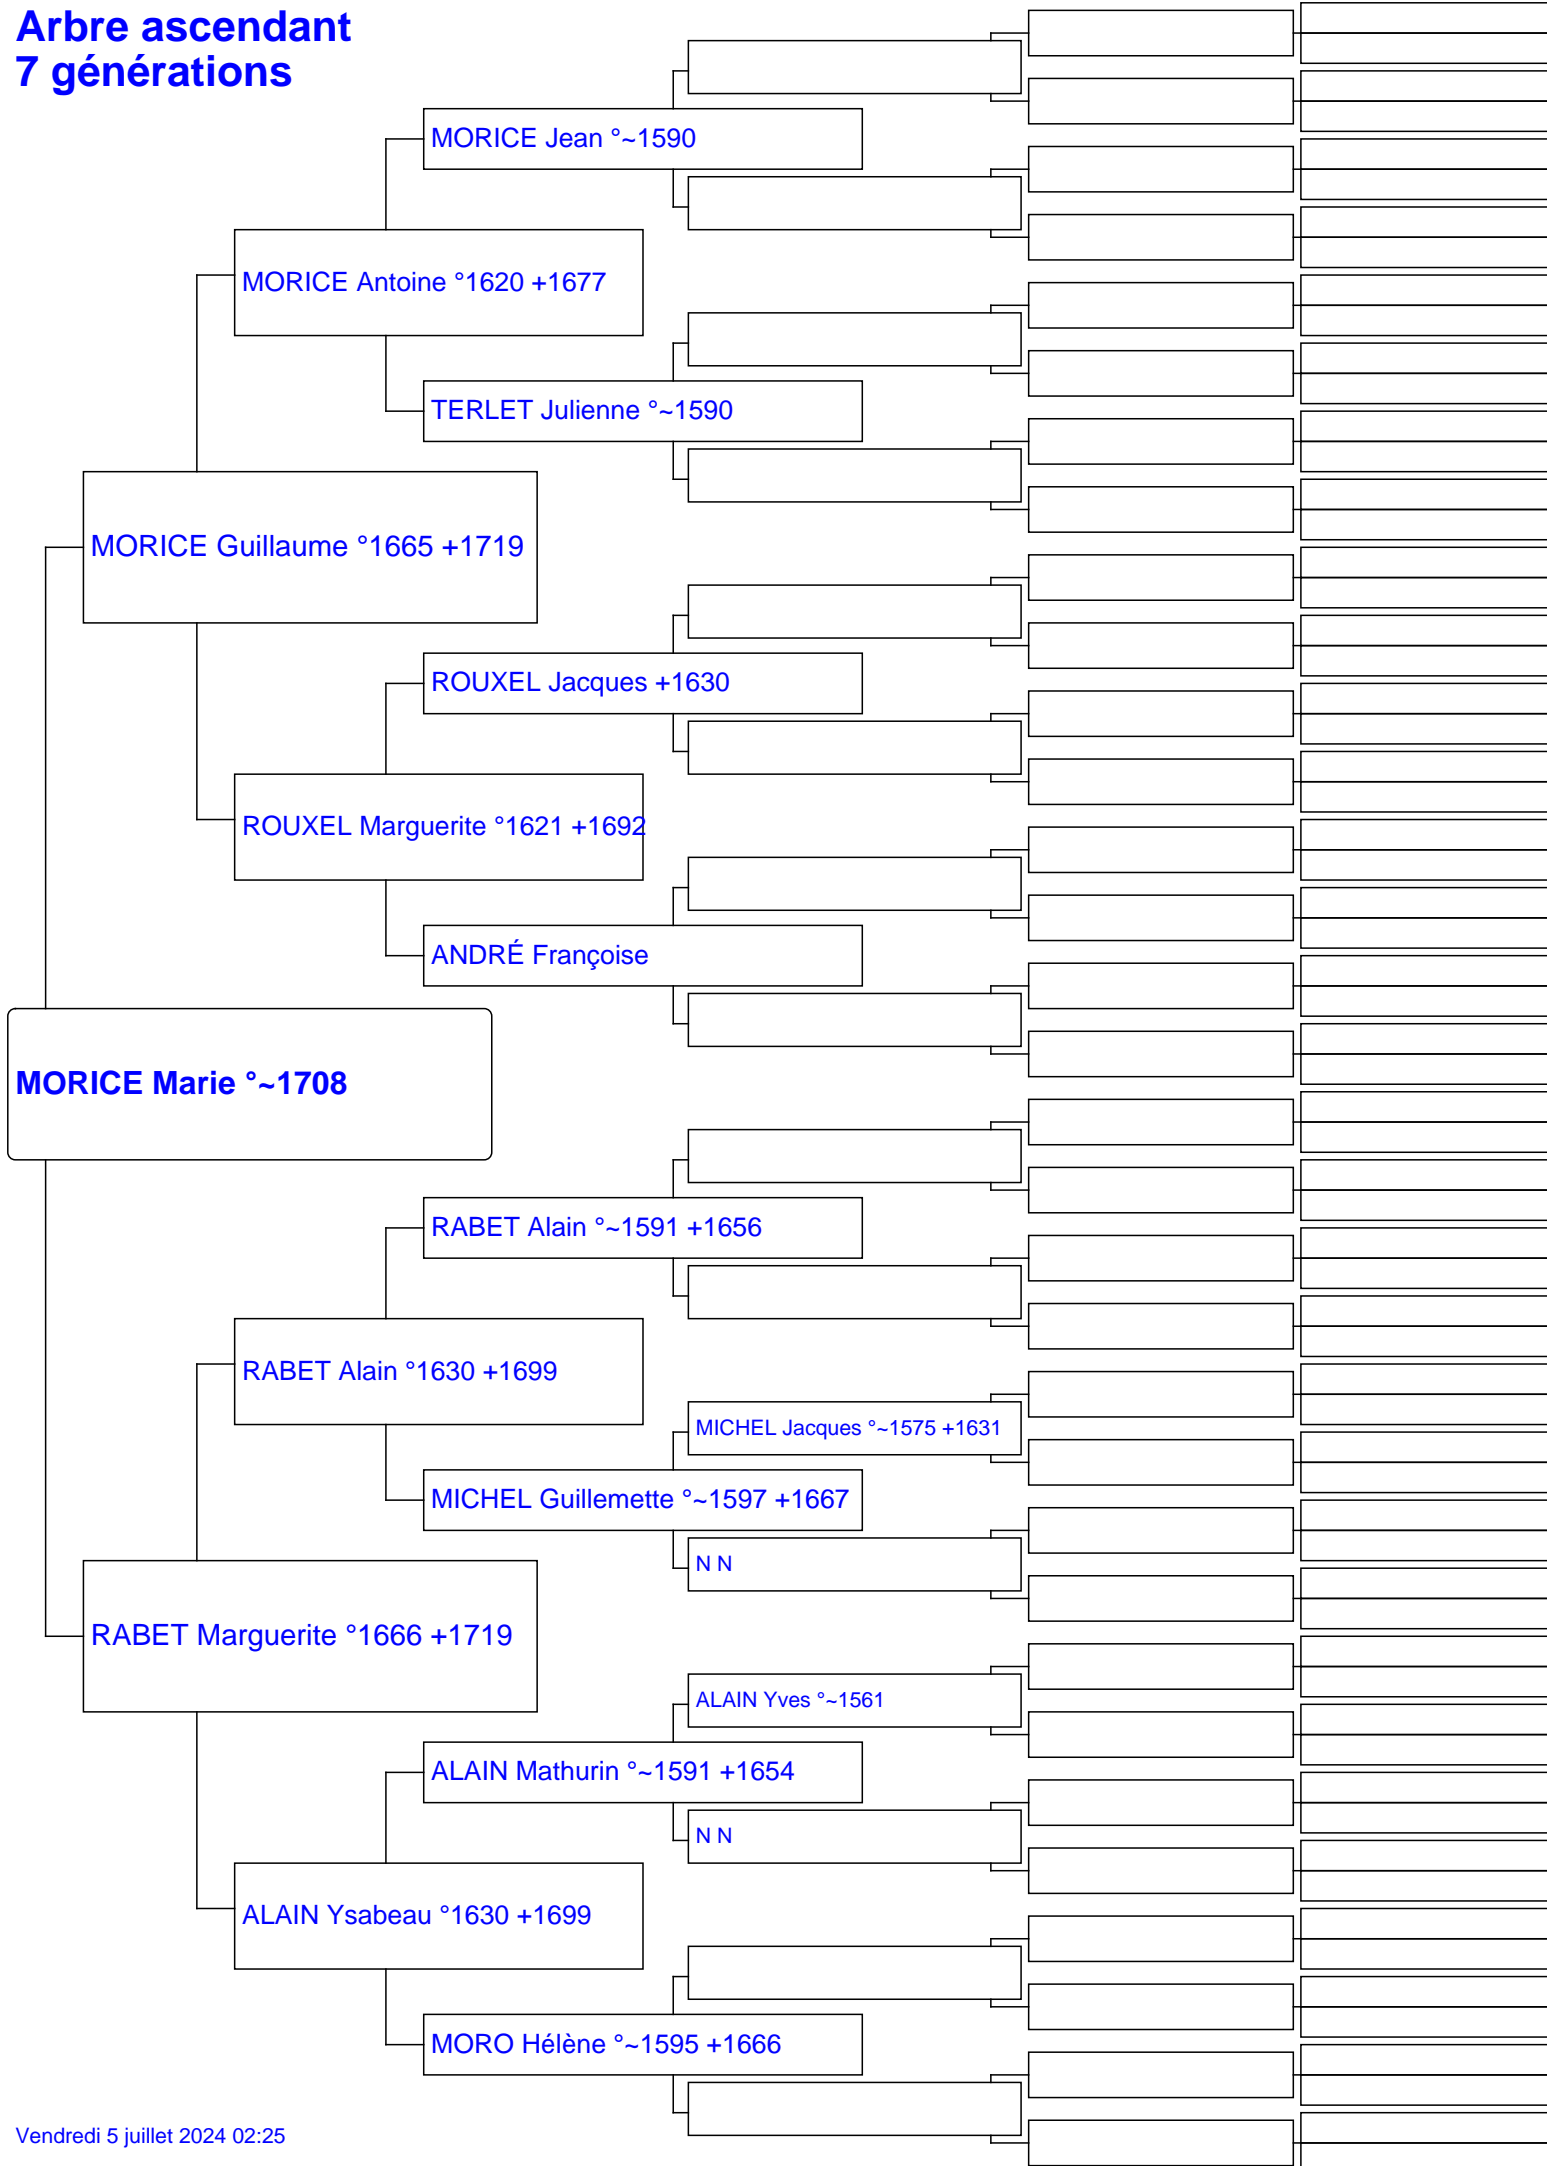 Arbre ascendant
7 générations
MORICE Jean °~1590
MORICE Antoine °1620 +1677
TERLET Julienne °~1590
MORICE Guillaume °1665 +1719
ROUXEL Jacques +1630
ROUXEL Marguerite °1621 +1692
ANDRÉ Françoise
MORICE Marie °~1708
RABET Alain °~1591 +1656
RABET Alain °1630 +1699
MICHEL Jacques °~1575 +1631
MICHEL Guillemette °~1597 +1667
N N
RABET Marguerite °1666 +1719
ALAIN Yves °~1561
ALAIN Mathurin °~1591 +1654
N N
ALAIN Ysabeau °1630 +1699
MORO Hélène °~1595 +1666
Vendredi 5 juillet 2024 02:25